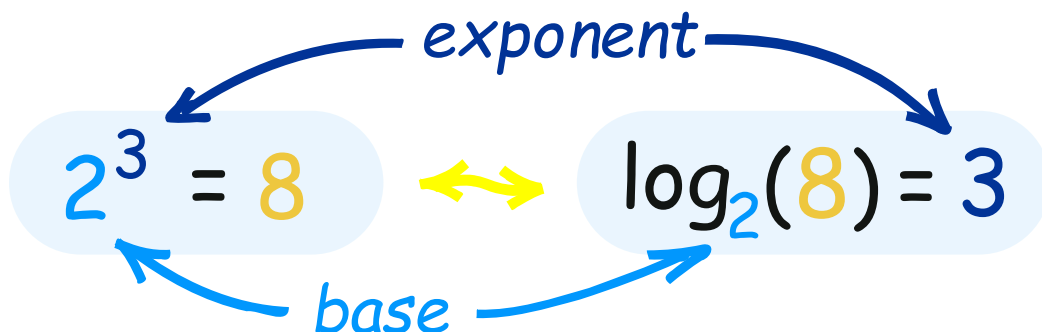 exponent
2³ = 8
log₂(8) = 3
base